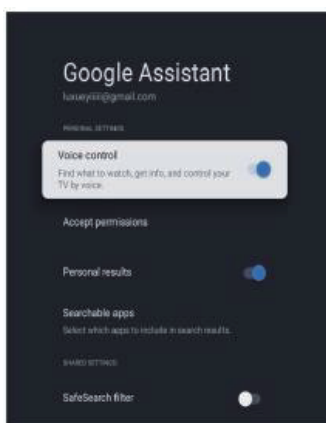 Google Assistant
PERSONAL SETTINGS
Voice control
Find what to watch, get info, and control your
TV by voice.
Accept permissions
Personal results
Searchable apps
Select which apps to include in search results.
SHARED SETTINGS
SafeSearch filter